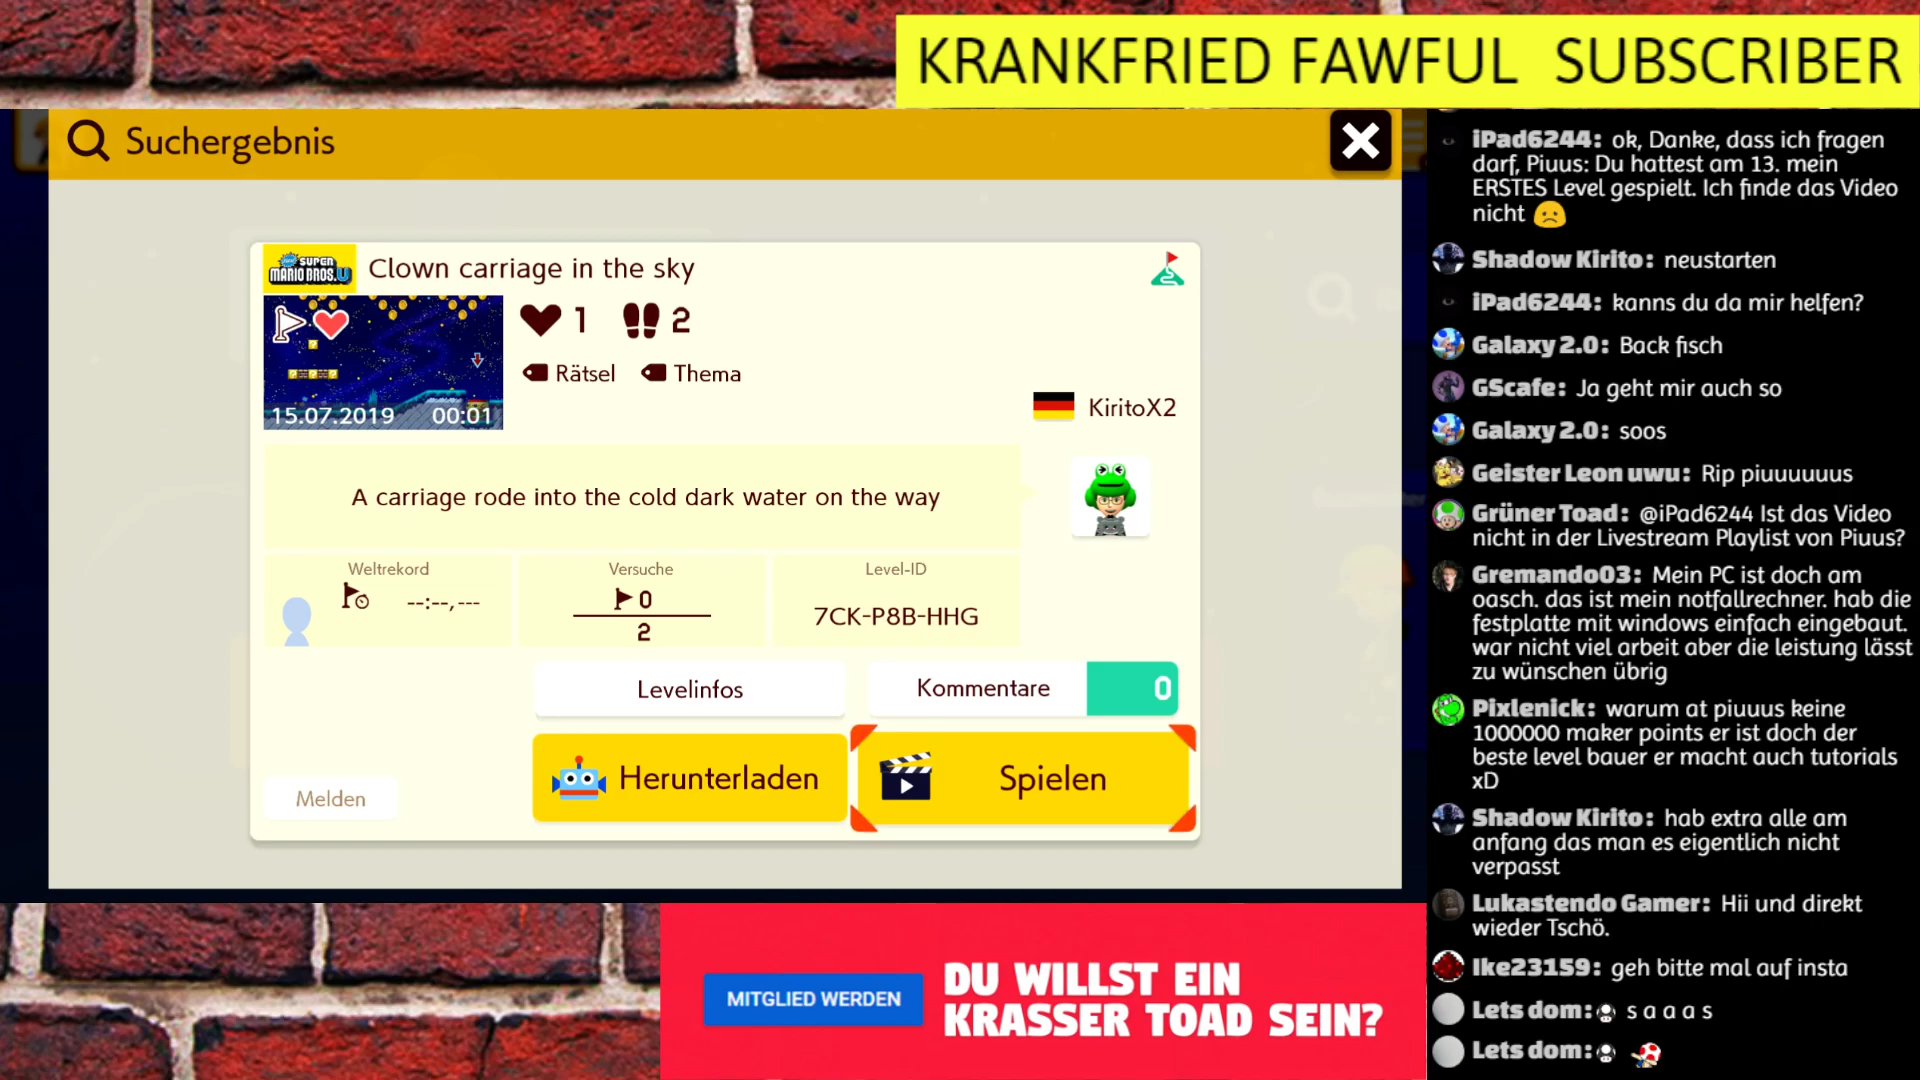 KRANKFRIED FAWFUL SUBSCRIBER
Suchergebnis
SUPER
MARIO BROS. U
Clown carriage in the sky
1
2
Rätsel
Thema
15.07.2019
00:01
KiritoX2
A carriage rode into the cold dark water on the way
Weltrekord
--:--,---
Versuche
0
2
Level-ID
7CK-P8B-HHG
Levelinfos
Kommentare
0
Melden
Herunterladen
Spielen
MITGLIED WERDEN
DU WILLST EIN
KRASSER TOAD SEIN?
iPad6244: ok, Danke, dass ich fragen
darf, Piuus: Du hattest am 13. mein
ERSTES Level gespielt. Ich finde das Video
nicht
Shadow Kirito: neustarten
iPad6244: kanns du da mir helfen?
Galaxy 2.0: Back fisch
GScafe: Ja geht mir auch so
Galaxy 2.0: soos
Geister Leon uwu: Rip piuuuuuus
Grüner Toad: @iPad6244 Ist das Video
nicht in der Livestream Playlist von Piuus?
Gremando03: Mein PC ist doch am
oasch. das ist mein notfallrechner. hab die
festplatte mit windows einfach eingebaut.
war nicht viel arbeit aber die leistung lässt
zu wünschen übrig
Pixlenick: warum at piuuus keine
1000000 maker points er ist doch der
beste level bauer er macht auch tutorials
xD
Shadow Kirito: hab extra alle am
anfang das man es eigentlich nicht
verpasst
Lukastendo Gamer: Hii und direkt
wieder Tschö.
Ike23159: geh bitte mal auf insta
Lets dom: s a a a s
Lets dom: